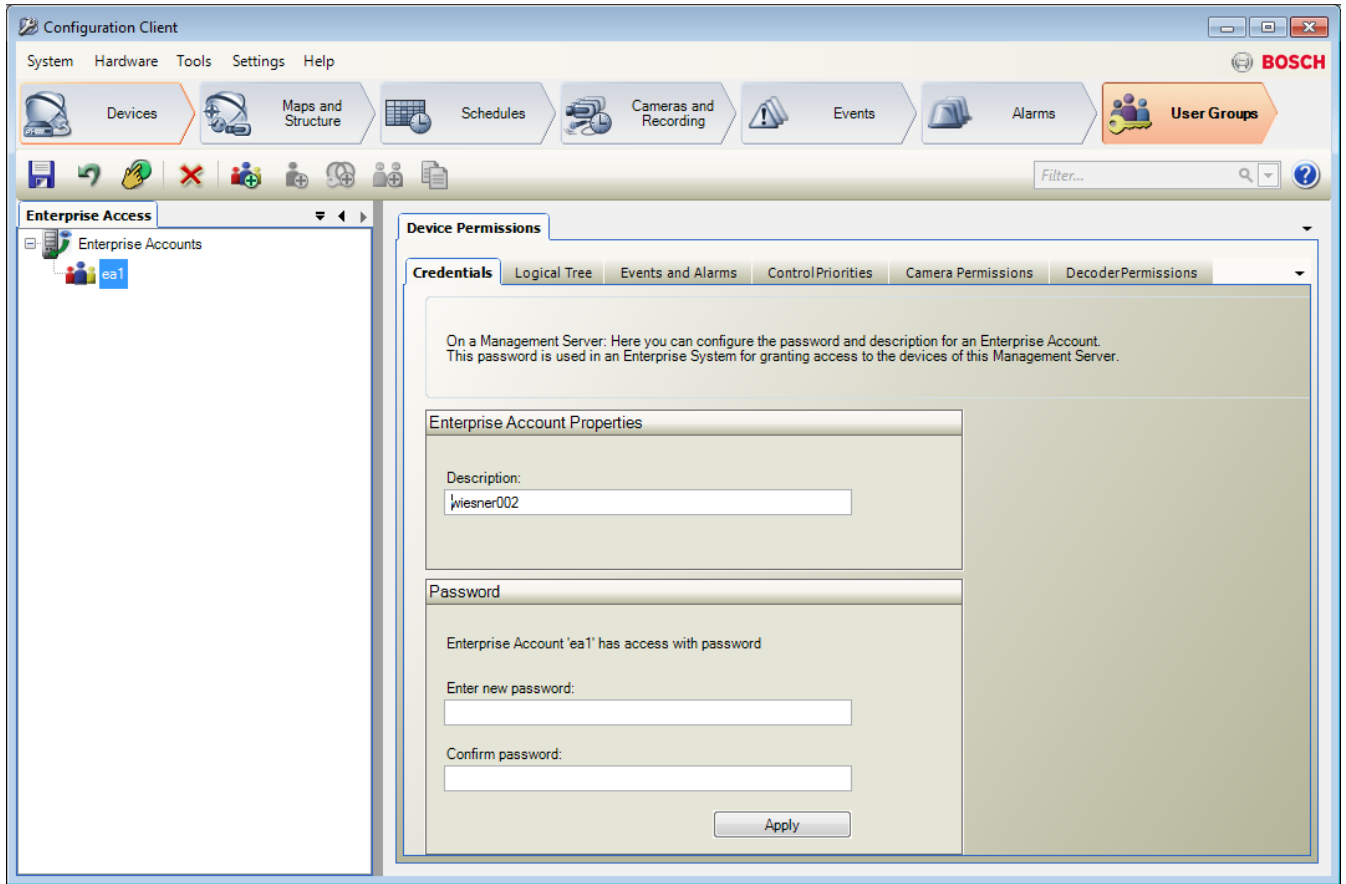 Configuration Client
System Hardware Tools Settings Help
BOSCH
Devices
Maps and
Structure
Schedules
Cameras and
Recording
Events
Alarms
User Groups
Filter...
Enterprise Access
Enterprise Accounts
ea1
Device Permissions
Credentials Logical Tree Events and Alarms ControlPriorities Camera Permissions DecoderPermissions
On a Management Server: Here you can configure the password and description for an Enterprise Account.
This password is used in an Enterprise System for granting access to the devices of this Management Server.
Enterprise Account Properties
Description:
wiesner002
Password
Enterprise Account 'ea1' has access with password
Enter new password:
Confirm password:
Apply